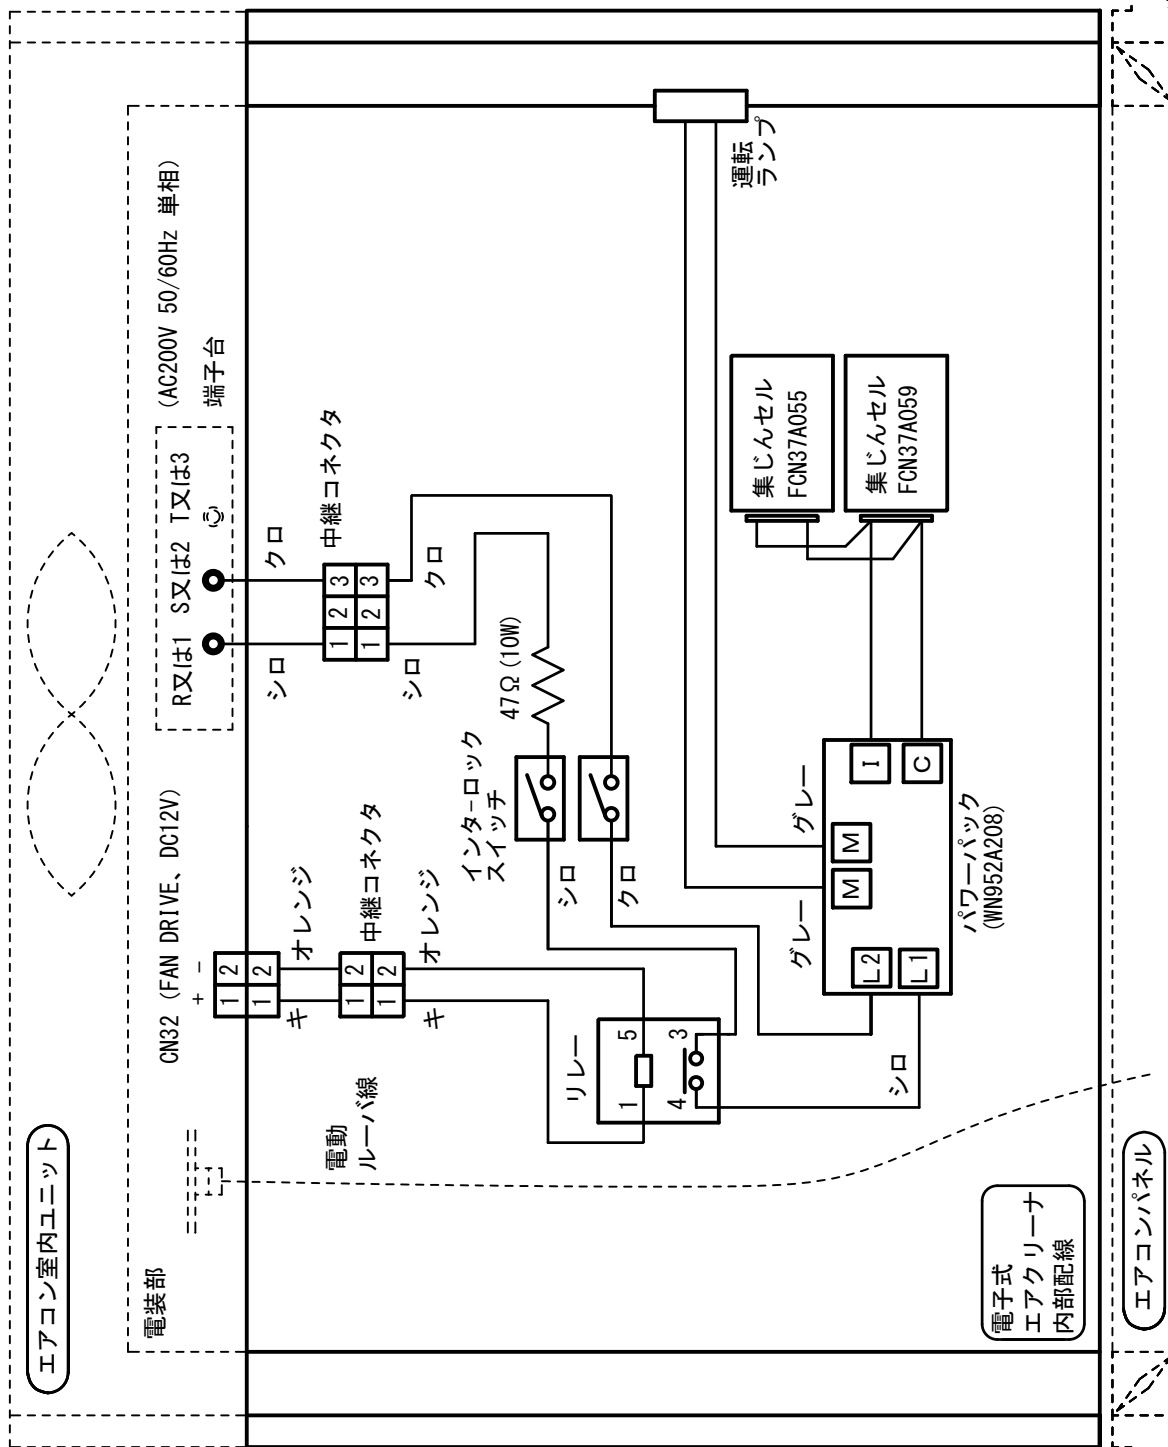 エアコン室内ユニット
電装部
CN32 (FAN DRIVE、DC12V)
+ -
1 2
1 2
キ
オレンジ
中継コネクタ
1 2
1 2
キ
オレンジ
電動
ルーバ線
(AC200V 50/60Hz 単相)
端子台
R又は1 S又は2 T又は3
シロ
クロ
中継コネクタ
1 2 3
1 2 3
シロ
クロ
47Ω(10W)
インターロック
スイッチ
シロ
クロ
リレー
1 5
4 3
シロ
運転
ランプ
グレー
グレー
L2
L1
M
M
I
C
パワーパック
(WN952A208)
集じんセル
FCN37A055
集じんセル
FCN37A059
電子式
エアクリーナ
内部配線
エアコンパネル